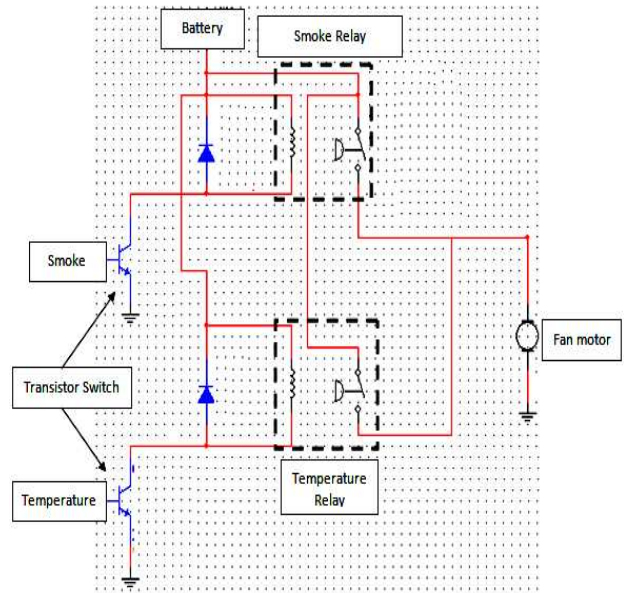 Battery
Smoke Relay
Smoke
Fan motor
Transistor Switch
Temperature
Temperature
Relay